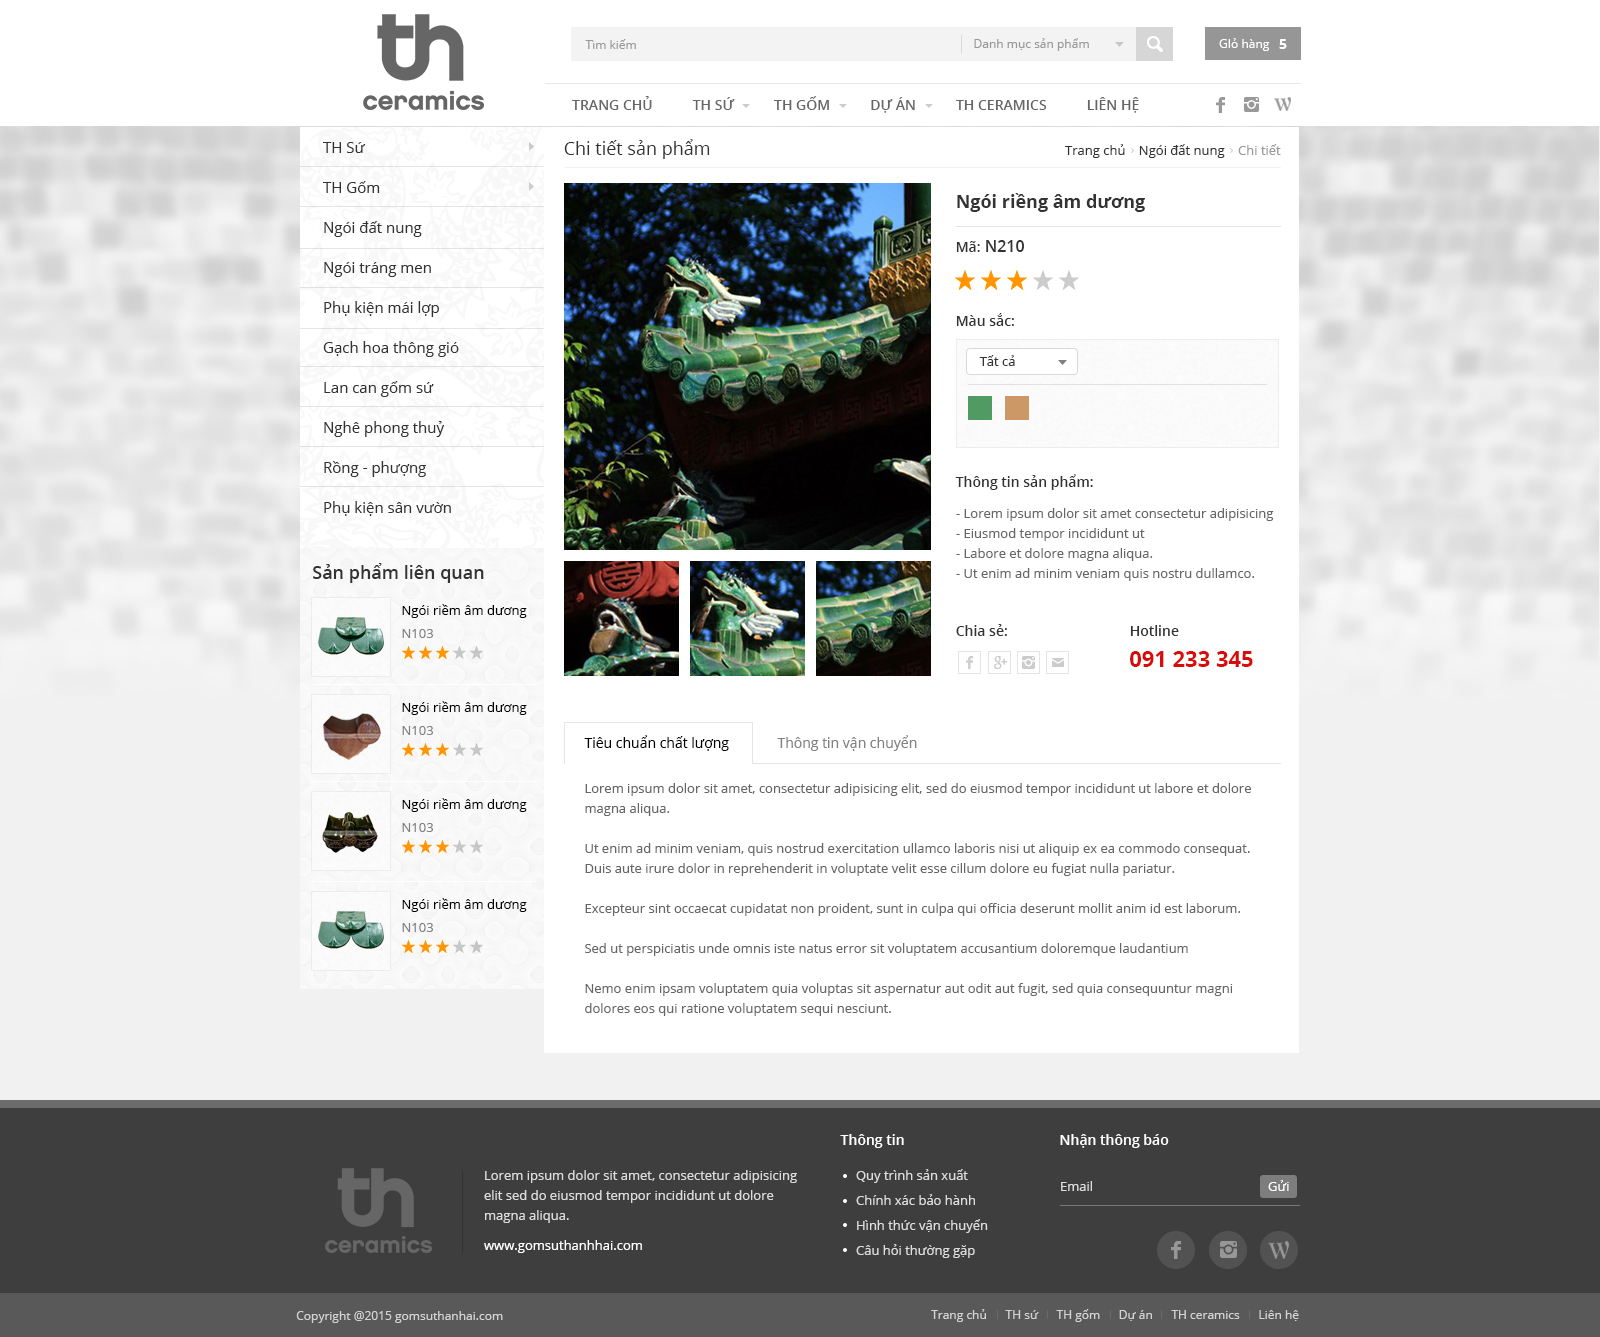 th
ceramics
Tìm kiếm
Danh mục sản phẩm
Giỏ hàng 5
TRANG CHỦ
TH SỨ
TH GỐM
DỰ ÁN
TH CERAMICS
LIÊN HỆ
TH Sứ
TH Gốm
Ngói đất nung
Ngói tráng men
Phụ kiện mái lợp
Gạch hoa thông gió
Lan can gốm sứ
Nghê phong thuỷ
Rồng - phượng
Phụ kiện sân vườn
Sản phẩm liên quan
Ngói riềm âm dương
N103
Ngói riềm âm dương
N103
Ngói riềm âm dương
N103
Ngói riềm âm dương
N103
Chi tiết sản phẩm
Trang chủ › Ngói đất nung › Chi tiết
Ngói riềng âm dương
Mã: N210
Màu sắc:
Tất cả
Thông tin sản phẩm:
- Lorem ipsum dolor sit amet consectetur adipisicing
- Eiusmod tempor incididunt ut
- Labore et dolore magna aliqua.
- Ut enim ad minim veniam quis nostru dullamco.
Chia sẻ:
Hotline
091 233 345
Tiêu chuẩn chất lượng
Thông tin vận chuyển
Lorem ipsum dolor sit amet, consectetur adipisicing elit, sed do eiusmod tempor incididunt ut labore et dolore
magna aliqua.
Ut enim ad minim veniam, quis nostrud exercitation ullamco laboris nisi ut aliquip ex ea commodo consequat.
Duis aute irure dolor in reprehenderit in voluptate velit esse cillum dolore eu fugiat nulla pariatur.
Excepteur sint occaecat cupidatat non proident, sunt in culpa qui officia deserunt mollit anim id est laborum.
Sed ut perspiciatis unde omnis iste natus error sit voluptatem accusantium doloremque laudantium
Nemo enim ipsam voluptatem quia voluptas sit aspernatur aut odit aut fugit, sed quia consequuntur magni
dolores eos qui ratione voluptatem sequi nesciunt.
th
ceramics
Lorem ipsum dolor sit amet, consectetur adipisicing
elit sed do eiusmod tempor incididunt ut dolore
magna aliqua.
www.gomsuthanhhai.com
Thông tin
• Quy trình sản xuất
• Chính xác bảo hành
• Hình thức vận chuyển
• Câu hỏi thường gặp
Nhận thông báo
Email
Gửi
Copyright @2015 gomsuthanhai.com
Trang chủ
TH sứ
TH gốm
Dự án
TH ceramics
Liên hệ